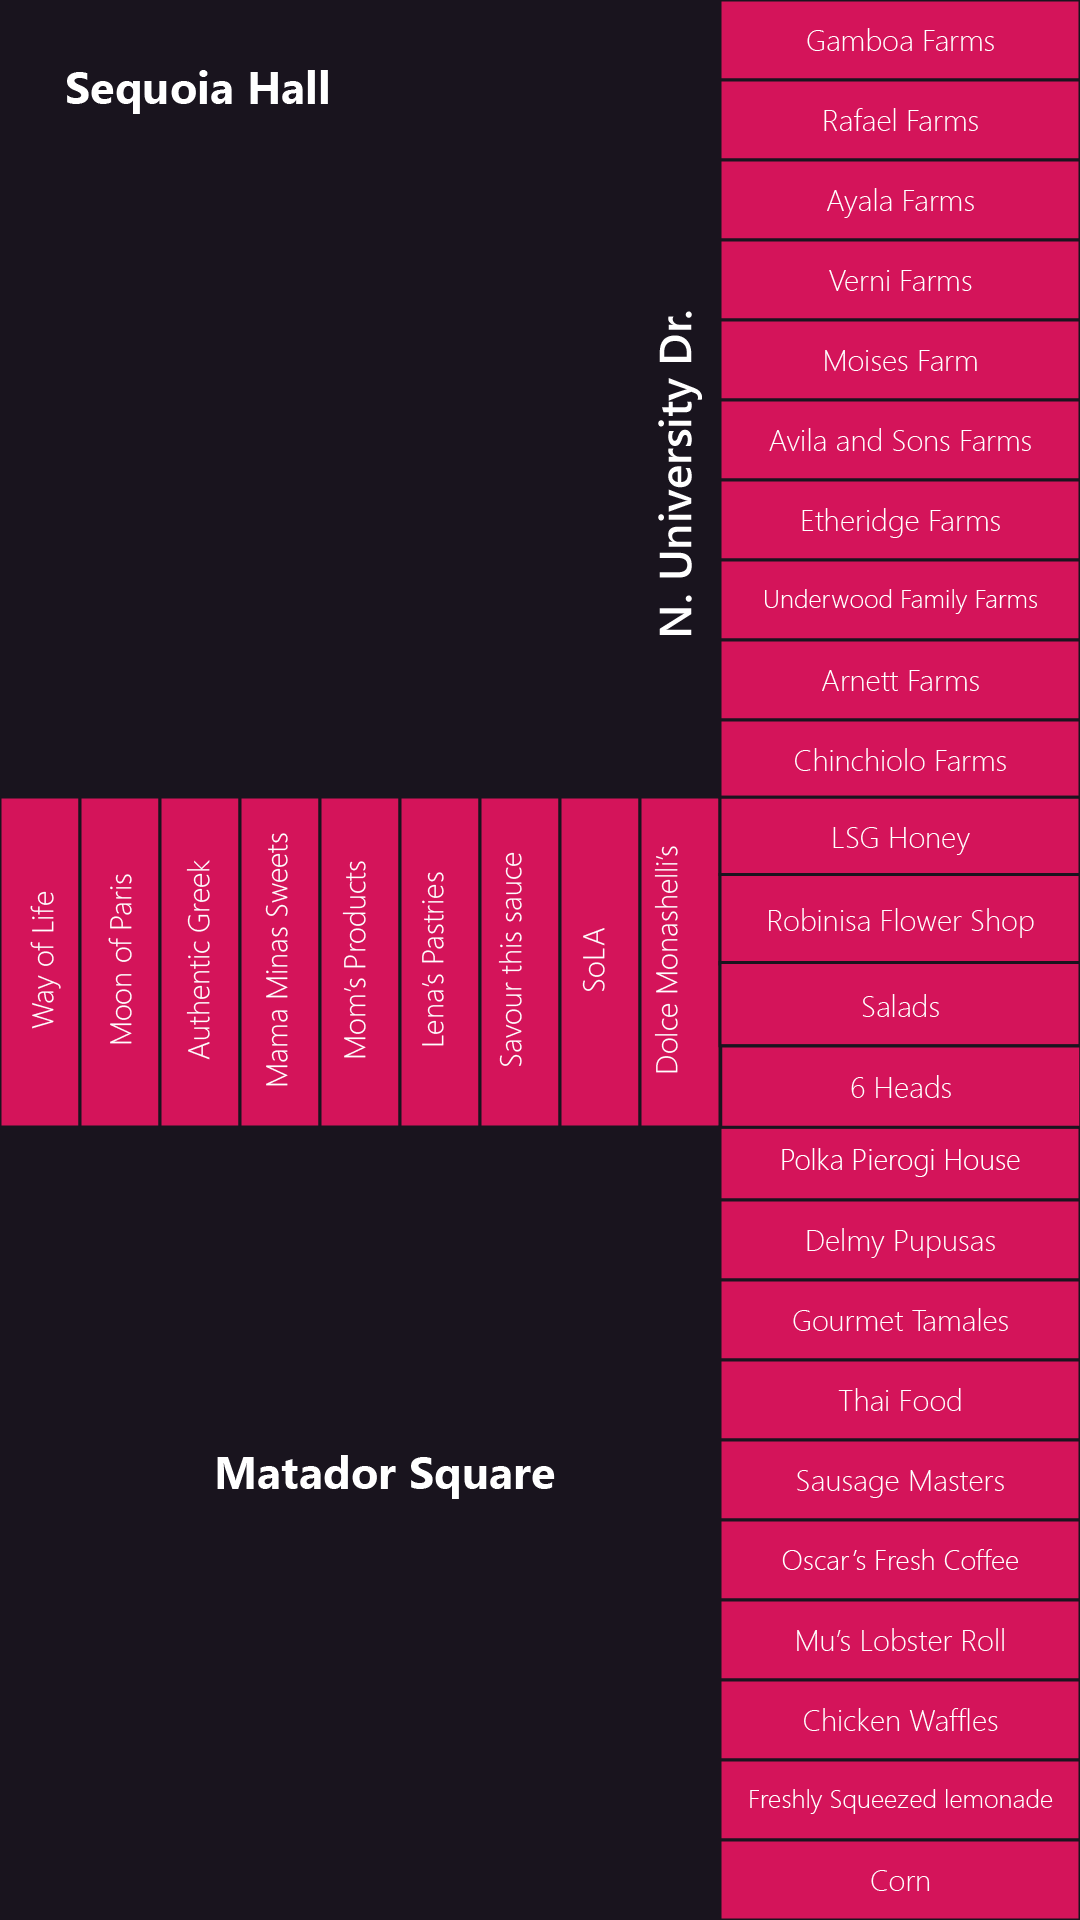 Sequoia Hall
N. University Dr.
Gamboa Farms
Rafael Farms
Ayala Farms
Verni Farms
Moises Farm
Avila and Sons Farms
Etheridge Farms
Underwood Family Farms
Arnett Farms
Chinchiolo Farms
LSG Honey
Robinisa Flower Shop
Salads
6 Heads
Way of Life
Moon of Paris
Authentic Greek
Mama Minas Sweets
Mom's Products
Lena's Pastries
Savour this sauce
SoLA
Dolce Monashelli's
Polka Pierogi House
Delmy Pupusas
Gourmet Tamales
Thai Food
Sausage Masters
Oscar's Fresh Coffee
Mu's Lobster Roll
Chicken Waffles
Freshly Squeezed lemonade
Corn
Matador Square